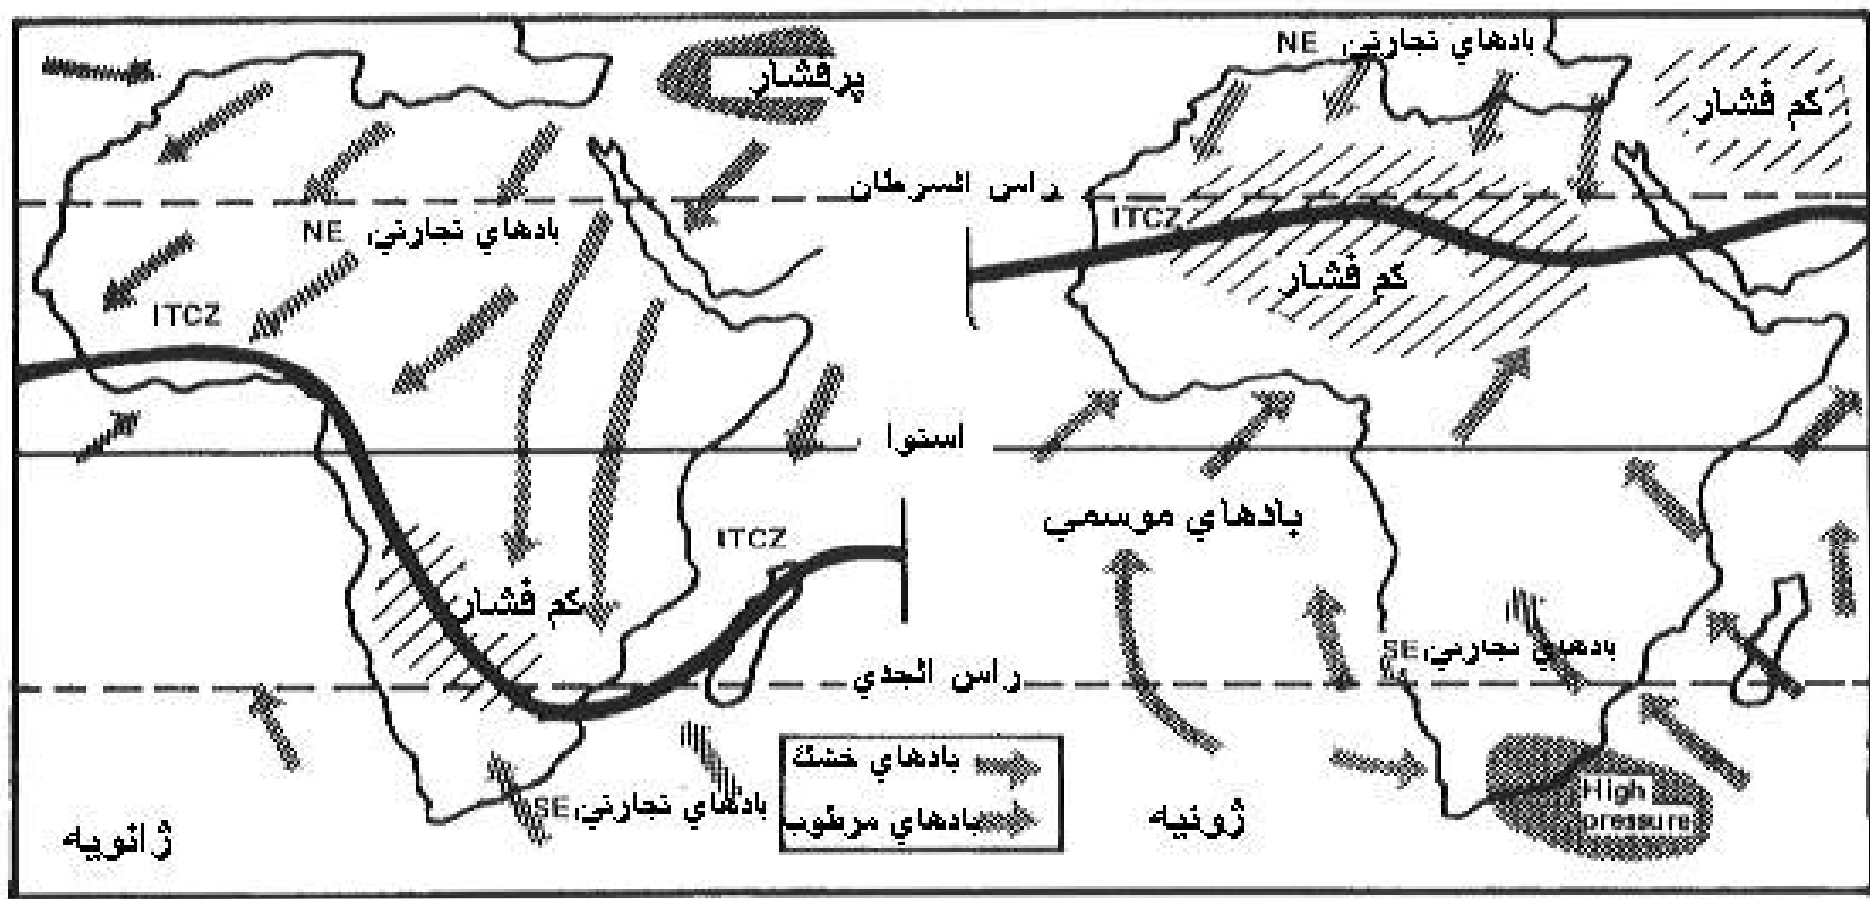 پرفشار
راس السرطان
NE بادهاي تجارتي
ITCZ
استوا
ITCZ
كم فشار
راس الجدي
SE بادهاي تجارتي
ژانويه
بادهاي خشك
بادهاي مرطوب
NE بادهاي تجارتي
كم فشار
ITCZ
كم فشار
بادهاي موسمي
SE بادهاي تجارتي
High
pressure
ژوئيه